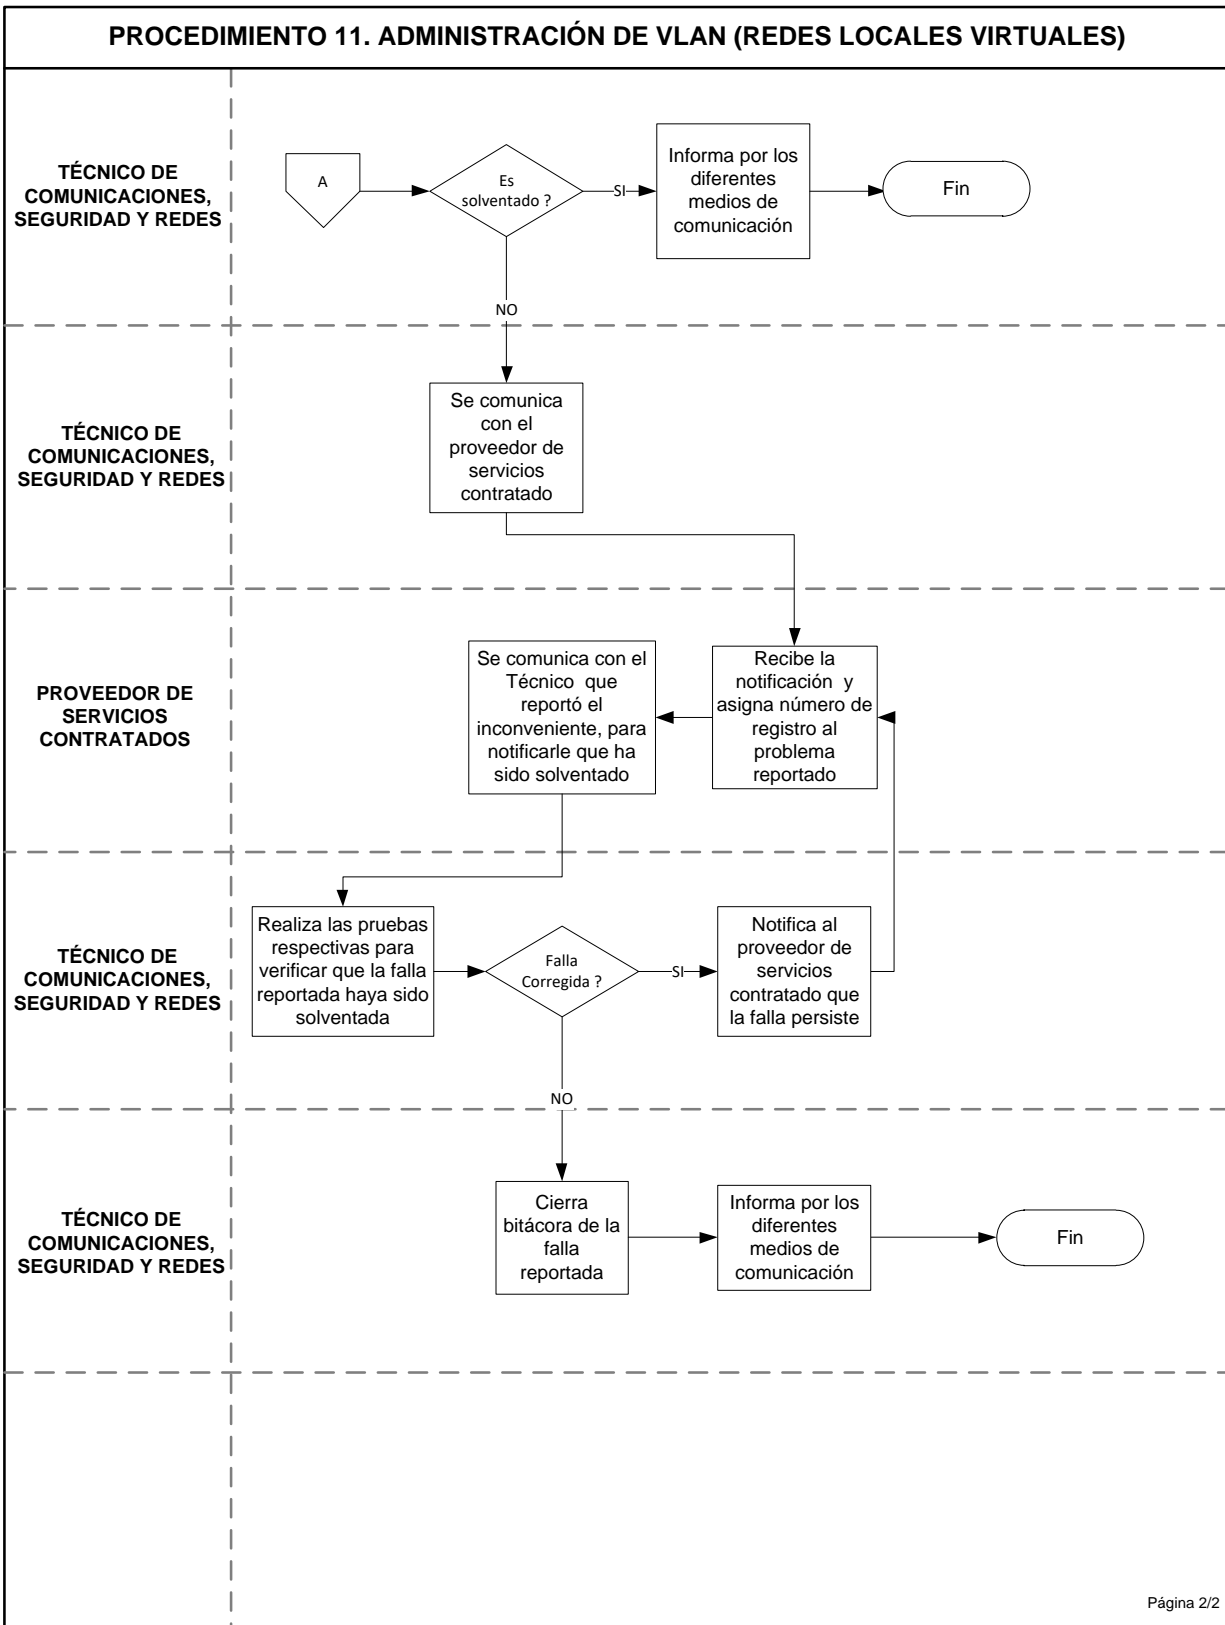 PROCEDIMIENTO 11. ADMINISTRACIÓN DE VLAN (REDES LOCALES VIRTUALES)
TÉCNICO DE
COMUNICACIONES,
SEGURIDAD Y REDES
A
Es
solventado ?
SI
Informa por los
diferentes
medios de
comunicación
Fin
NO
TÉCNICO DE
COMUNICACIONES,
SEGURIDAD Y REDES
Se comunica
con el
proveedor de
servicios
contratado
PROVEEDOR DE
SERVICIOS
CONTRATADOS
Se comunica con el
Técnico que
reportó el
inconveniente, para
notificarle que ha
sido solventado
Recibe la
notificación y
asigna número de
registro al
problema
reportado
TÉCNICO DE
COMUNICACIONES,
SEGURIDAD Y REDES
Realiza las pruebas
respectivas para
verificar que la falla
reportada haya sido
solventada
Falla
Corregida ?
SI
Notifica al
proveedor de
servicios
contratado que
la falla persiste
NO
TÉCNICO DE
COMUNICACIONES,
SEGURIDAD Y REDES
Cierra
bitácora de la
falla
reportada
Informa por los
diferentes
medios de
comunicación
Fin
Página 2/2